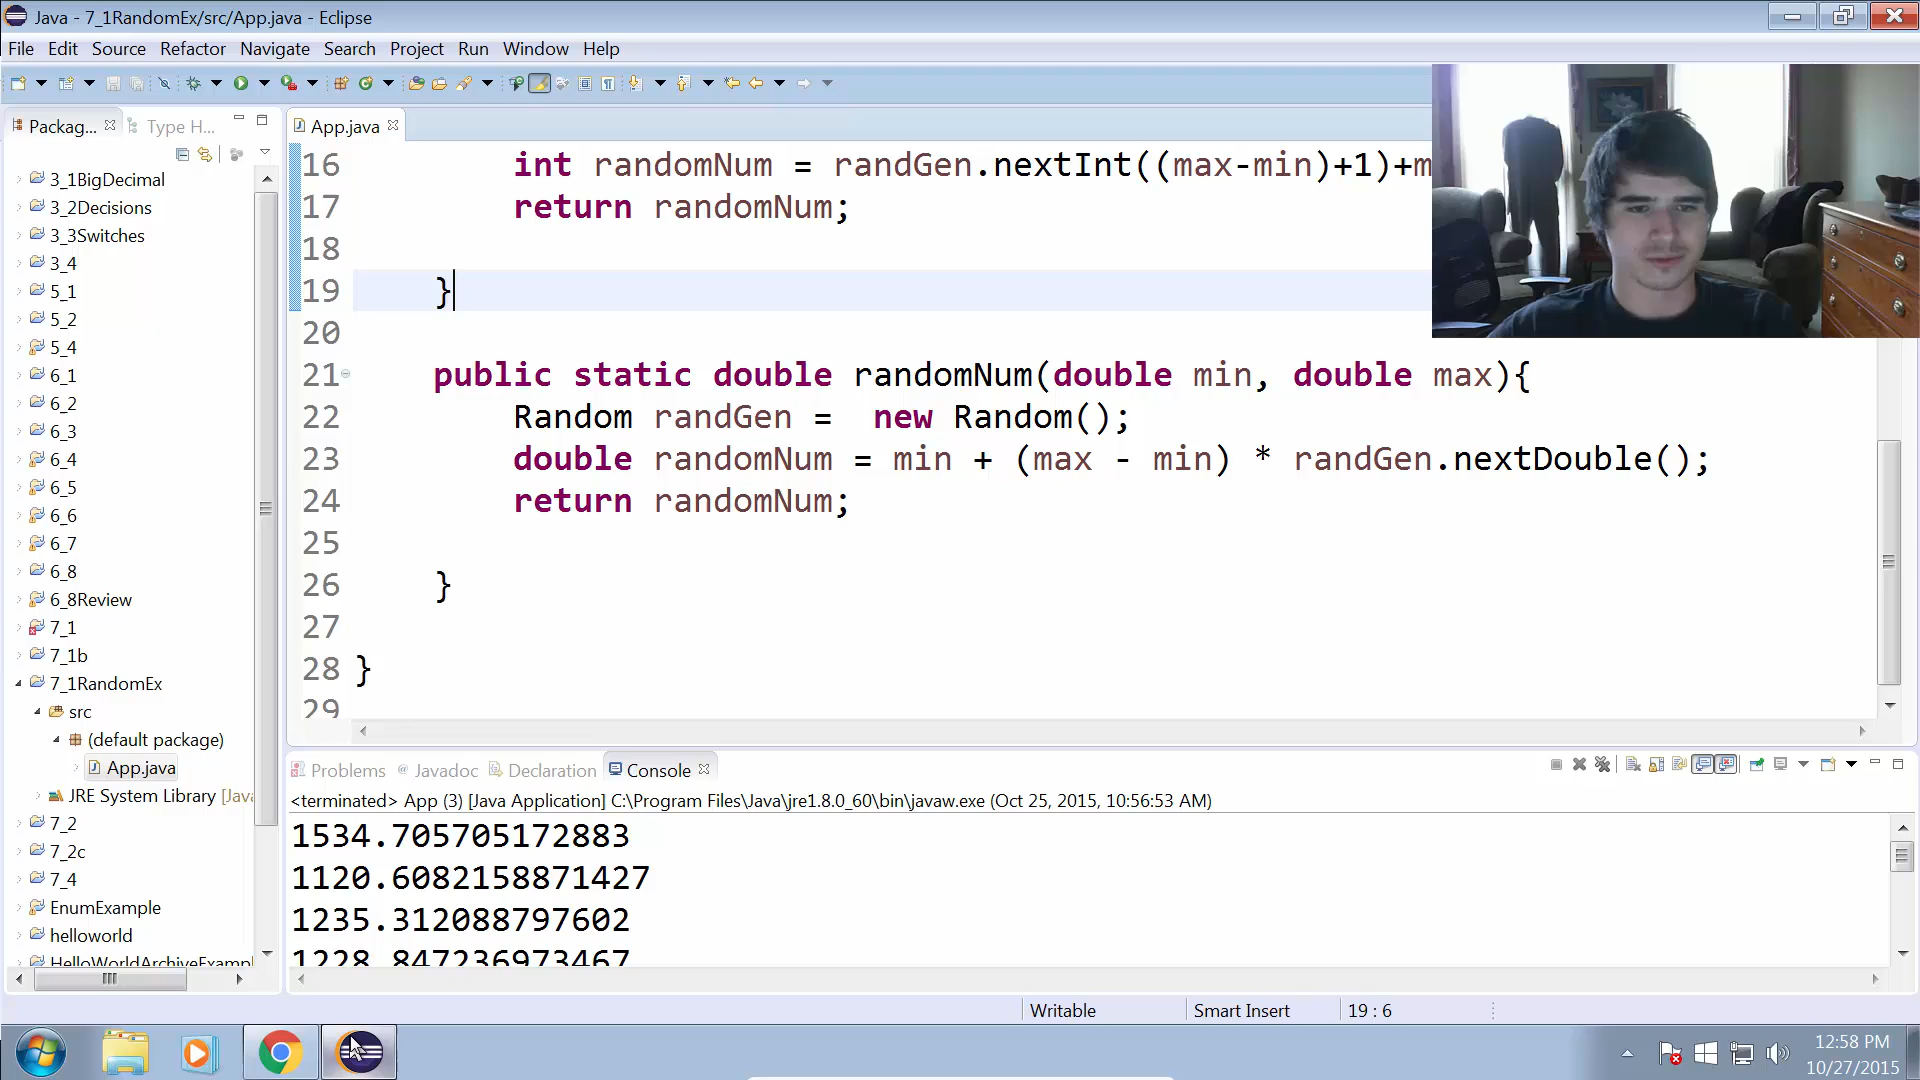 Java - 7_1RandomEx/src/App.java - Eclipse
File Edit Source Refactor Navigate Search Project Run Window Help
Packag... Type H...
App.java
3_1BigDecimal
3_2Decisions
3_3Switches
3_4
5_1
5_2
5_4
6_1
6_2
6_3
6_4
6_5
6_6
6_7
6_8
6_8Review
7_1
7_1b
7_1RandomEx
src
(default package)
App.java
JRE System Library [Java
7_2
7_2c
7_4
EnumExample
helloworld
HelloWorldArchiveExampl
16 int randomNum = randGen.nextInt((max-min)+1)+m
17 return randomNum;
18
19 }
20
21 public static double randomNum(double min, double max){
22 Random randGen =  new Random();
23 double randomNum = min + (max - min) * randGen.nextDouble();
24 return randomNum;
25
26 }
27
28 }
29
Problems @ Javadoc Declaration Console
<terminated> App (3) [Java Application] C:\Program Files\Java\jre1.8.0_60\bin\javaw.exe (Oct 25, 2015, 10:56:53 AM)
1534.705705172883
1120.6082158871427
1235.312088797602
1228.847236973467
Writable Smart Insert 19 : 6
12:58 PM
10/27/2015